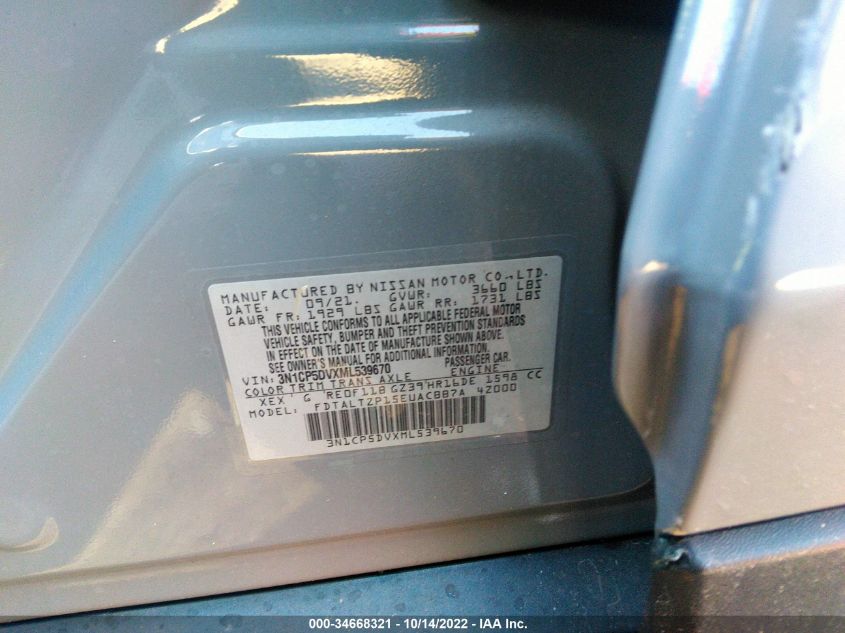 MANUFACTURED BY NISSAN MOTOR CO.,LTD.
DATE: 09/21. GVWR: 3660 LBS
GAWR FR: 1929 LBS GAWR RR: 1731 LBS
THIS VEHICLE CONFORMS TO ALL APPLICABLE FEDERAL MOTOR
VEHICLE SAFETY, BUMPER AND THEFT PREVENTION STANDARDS
IN EFFECT ON THE DATE OF MANUFACTURE SHOWN ABOVE.
SEE OWNER'S MANUAL FOR ADDITIONAL INFORMATION.
VIN: 3N1CP5DVXML539670 PASSENGER CAR.
COLOR TRIM TRANS AXLE ENGINE
XEX G RE0F11B GZ39 HR16DE 1598 CC
MODEL: FDTALTZP15EUACBB7A 42000
3N1CP5DVXML539670
000-34668321 - 10/14/2022 - IAA Inc.